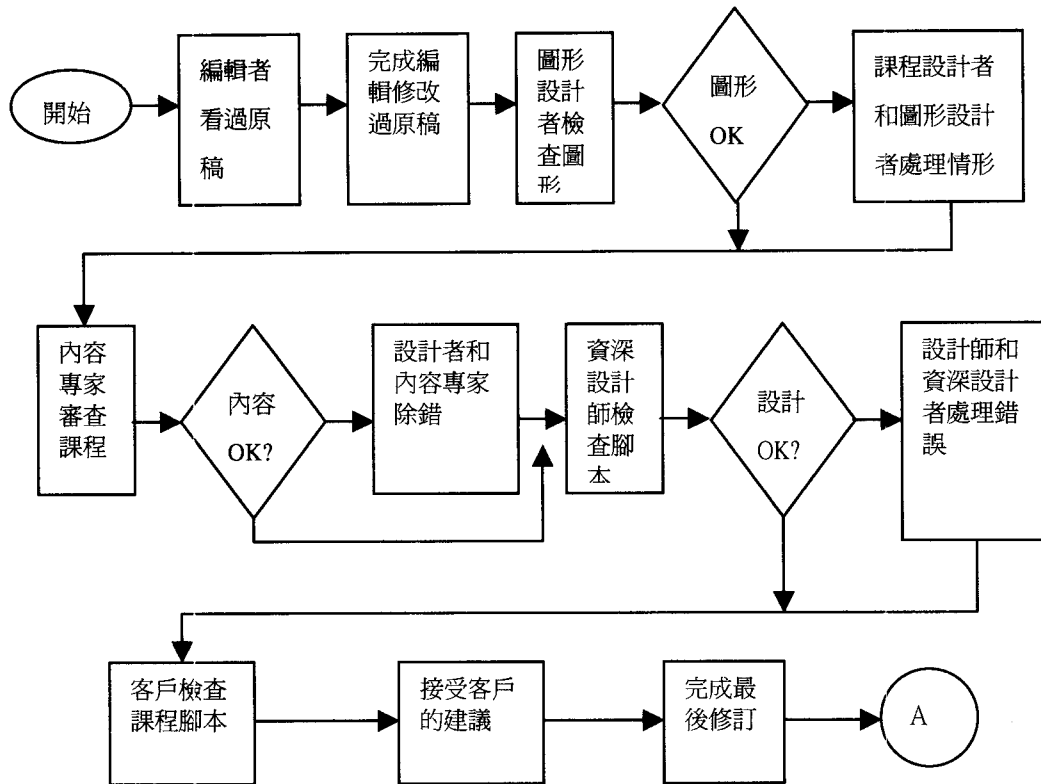 開始
編輯者
看過原
稿
完成編
輯修改
過原稿
圖形
設計
者檢
查圖
形
圖形
OK
課程設計者
和圖形設計
者處理情形
內容
專家
審查
課程
內容
OK?
設計者和
內容專家
除錯
資深
設計
師檢
查腳
本
設計
OK?
設計師和
資深設計
者處理錯
誤
客戶檢查
課程腳本
接受客戶
的建議
完成最
後修訂
A